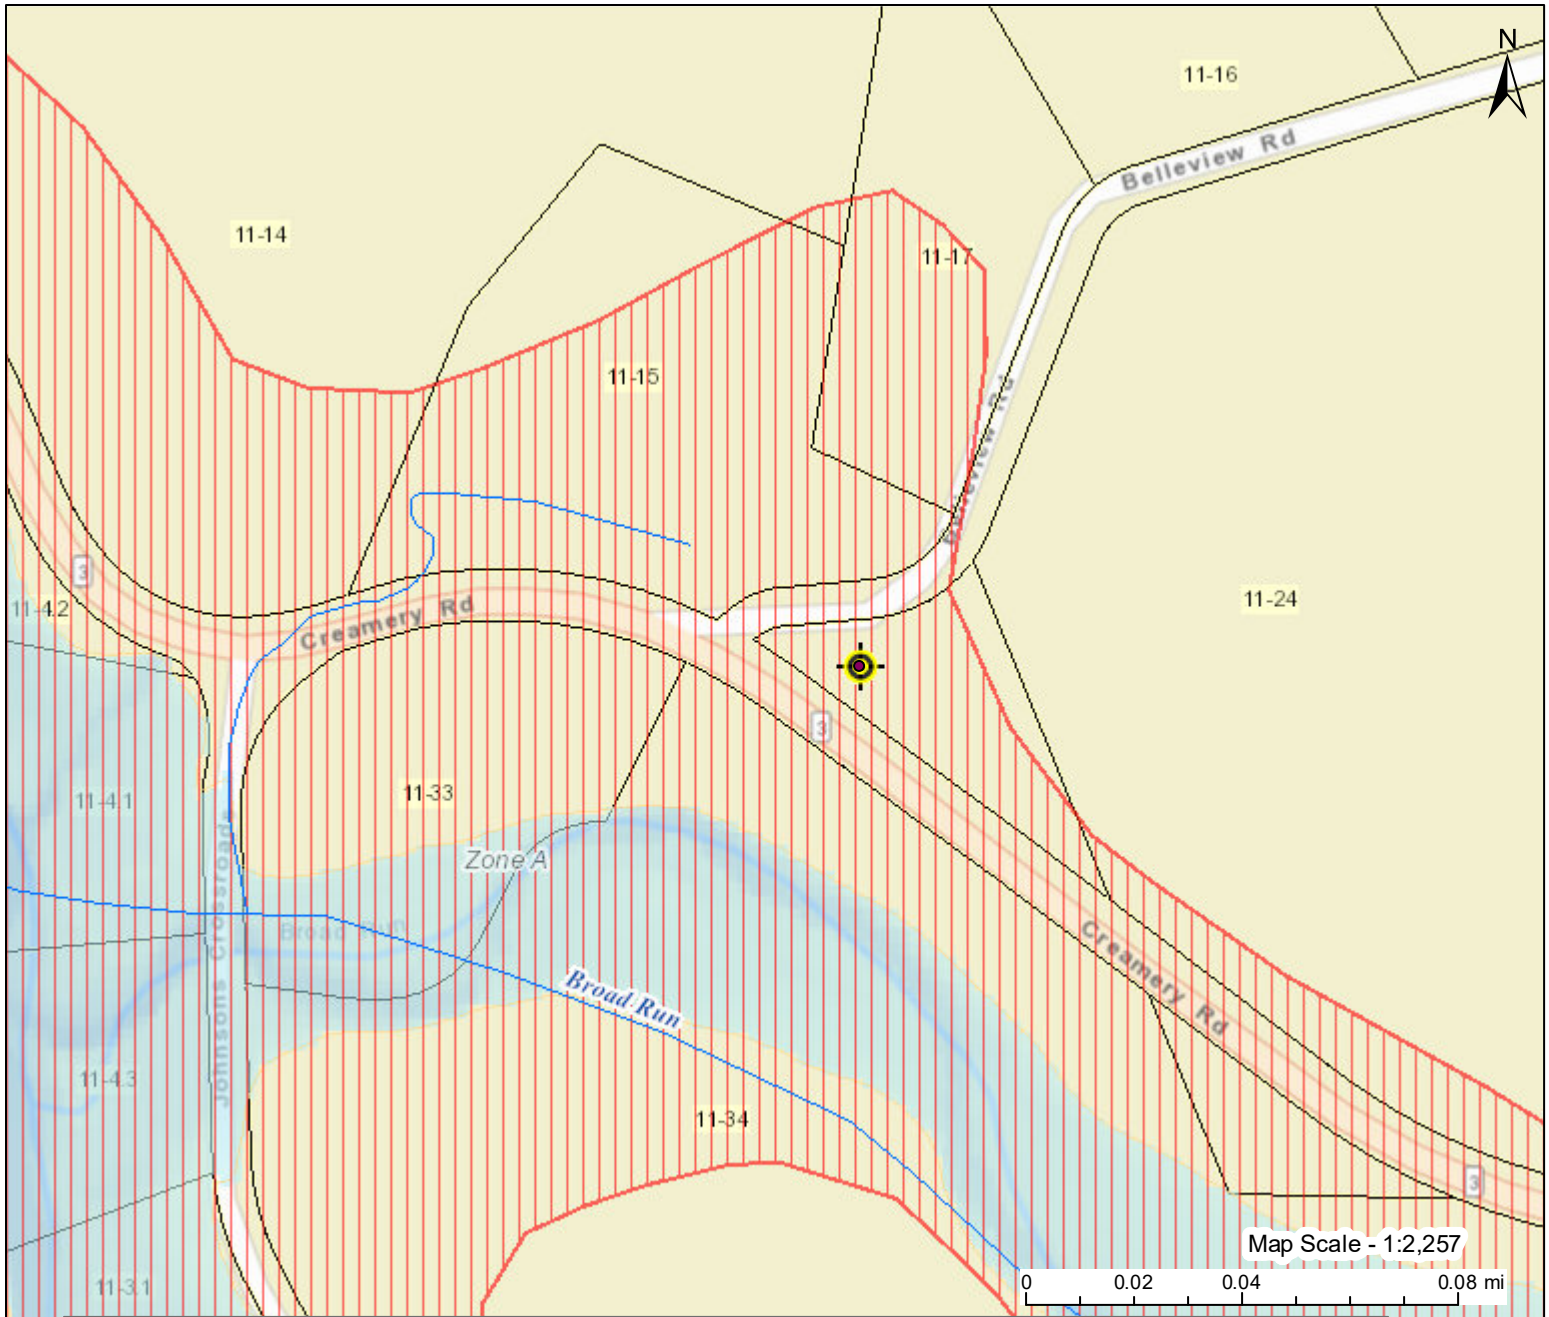 N
11-16
Belleview Rd
11-14
11-17
11-15
Belleview Rd
3
11-4.2
11-24
Creamery Rd
3
11-33
11-4.1
Zone A
Johnsons Crossroads
Broad Run
Creamery Rd
Broad Run
11-4.3
11-34
3
Map Scale - 1:2,257
11-3.1
0 0.02 0.04 0.08 mi